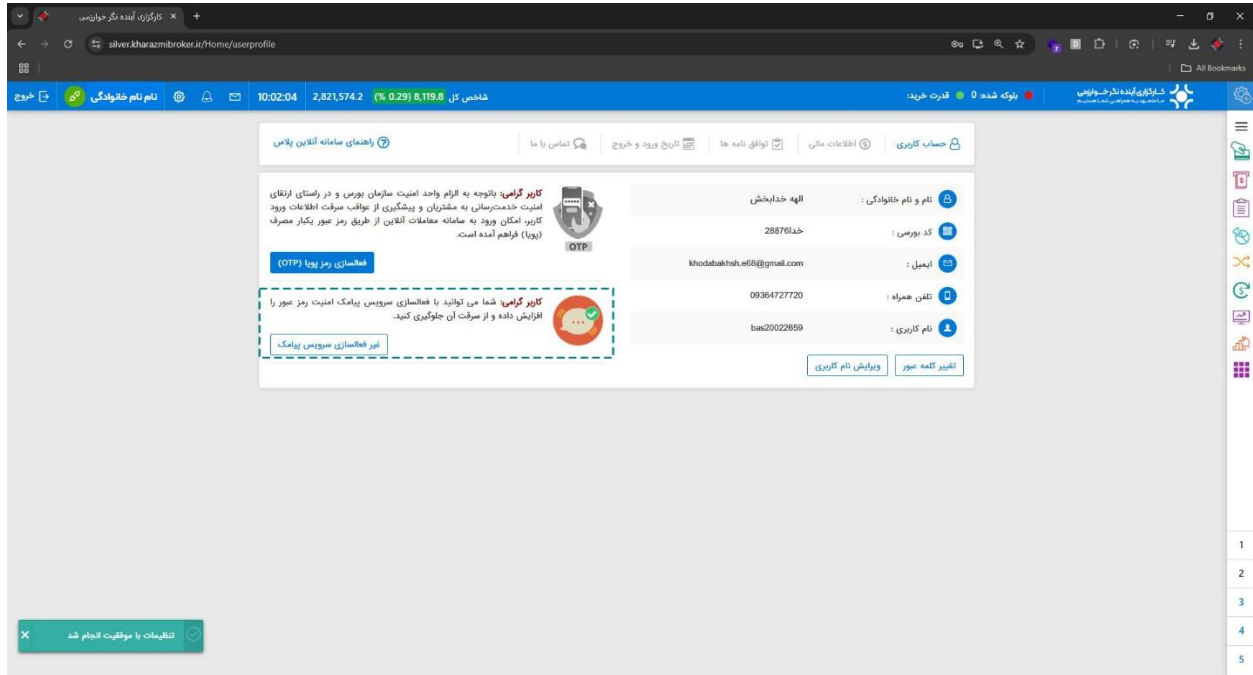 کارگزاری آینده نگر خوارزمی
silver.kharazmibroker.ir/Home/userprofile
All Bookmarks
کارگزاری آینده نگر خوارزمی
بلوکه شده: 0 قدرت خرید:
شاخص کل 8,119.8 (0.29 %) 2,821,574.2 10:02:04
نام نام خانوادگی
خروج
حساب کاربری
اطلاعات مالی
توافق نامه ها
تاریخ ورود و خروج
تماس با ما
راهنمای سامانه آنلاین پلاس
نام و نام خانوادگی : الهه خدابخش
کد بورسی : خدا28876
ایمیل : khodabakhsh.e68@gmail.com
تلفن همراه : 09364727720
نام کاربری : bas20022659
تغییر کلمه عبور
ویرایش نام کاربری
OTP
کاربر گرامی: باتوجه به الزام واحد امنیت سازمان بورس و در راستای ارتقای
امنیت خدمت‌رسانی به مشتریان و پیشگیری از عواقب سرقت اطلاعات ورود
کاربر، امکان ورود به سامانه معاملات آنلاین از طریق رمز عبور یکبار مصرف
(پویا) فراهم آمده است.
فعالسازی رمز پویا (OTP)
کاربر گرامی: شما می توانید با فعالسازی سرویس پیامک امنیت رمز عبور را
افزایش داده و از سرقت آن جلوگیری کنید.
غیر فعالسازی سرویس پیامک
1
2
3
4
5
تنظیمات با موفقیت انجام شد